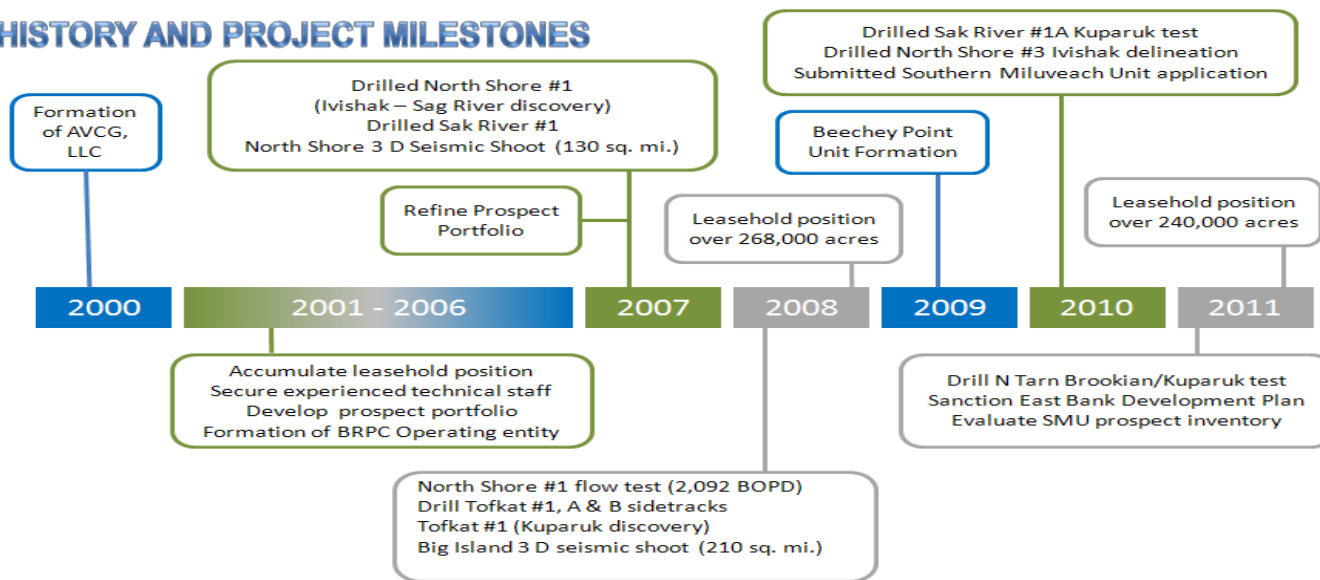 HISTORY AND PROJECT MILESTONES
Formation
of AVCG,
LLC
Drilled North Shore #1
(Ivishak – Sag River discovery)
Drilled Sak River #1
North Shore 3 D Seismic Shoot (130 sq. mi.)
Refine Prospect
Portfolio
Leasehold position
over 268,000 acres
Beechey Point
Unit Formation
Drilled Sak River #1A Kuparuk test
Drilled North Shore #3 Ivishak delineation
Submitted Southern Miluveach Unit application
Leasehold position
over 240,000 acres
2000
2001 - 2006
2007
2008
2009
2010
2011
Accumulate leasehold position
Secure experienced technical staff
Develop prospect portfolio
Formation of BRPC Operating entity
North Shore #1 flow test (2,092 BOPD)
Drill Tofkat #1, A & B sidetracks
Tofkat #1 (Kuparuk discovery)
Big Island 3 D seismic shoot (210 sq. mi.)
Drill N Tarn Brookian/Kuparuk test
Sanction East Bank Development Plan
Evaluate SMU prospect inventory